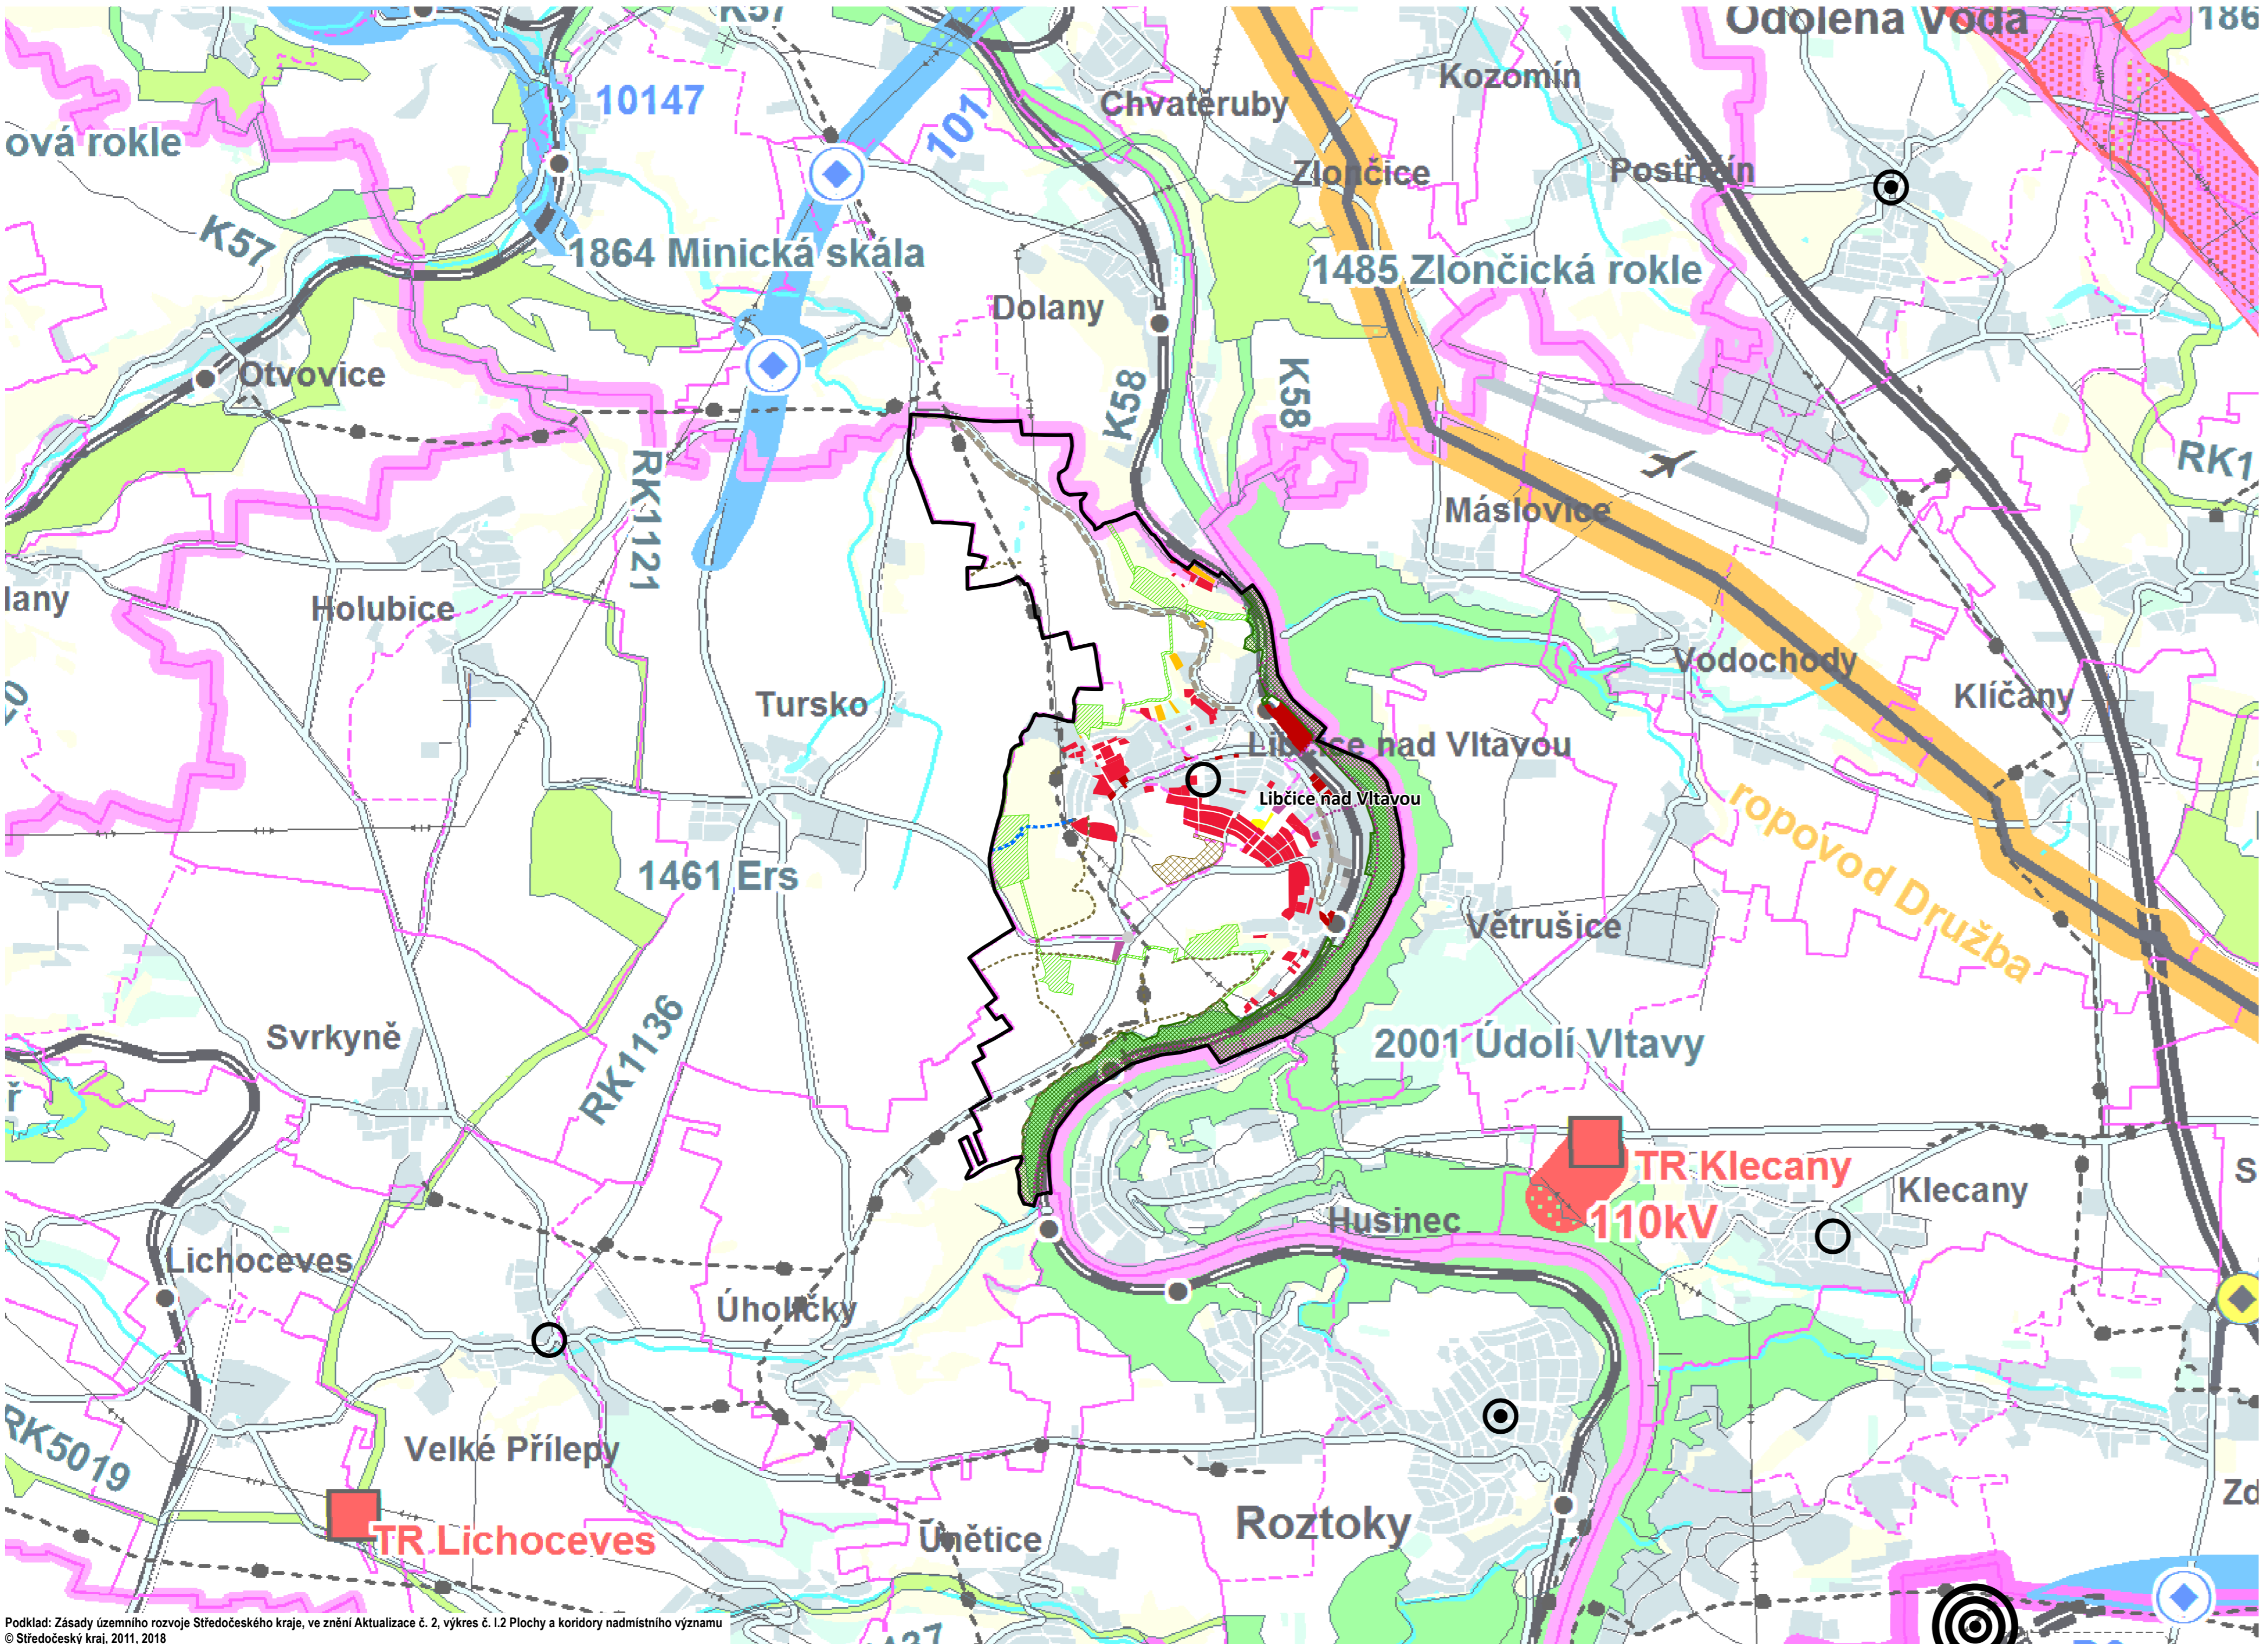 K57
Odolena Voda
186
Kozomín
10147
101
Chvatěruby
ová rokle
Zlončice
Postřižín
K57
1864 Minická skála
1485 Zlončická rokle
Dolany
Otvovice
K58
K58
RK1
RK1121
Máslovice
lany
Holubice
Vodochody
Klíčany
Tursko
Libčice nad Vltavou
Libčice nad Vltavou
ropovod Družba
1461 Ers
Větrušice
Svrkyně
RK1136
2001 Údolí Vltavy
ř
TR Klecany
110kV
Klecany
S
Husinec
Lichoceves
Úholičky
RK5019
Velké Přílepy
Roztoky
Zd
TR Lichoceves
Únětice
Podklad: Zásady územního rozvoje Středočeského kraje, ve znění Aktualizace č. 2, výkres č. I.2 Plochy a koridory nadmístního významu
© Středočeský kraj, 2011, 2018